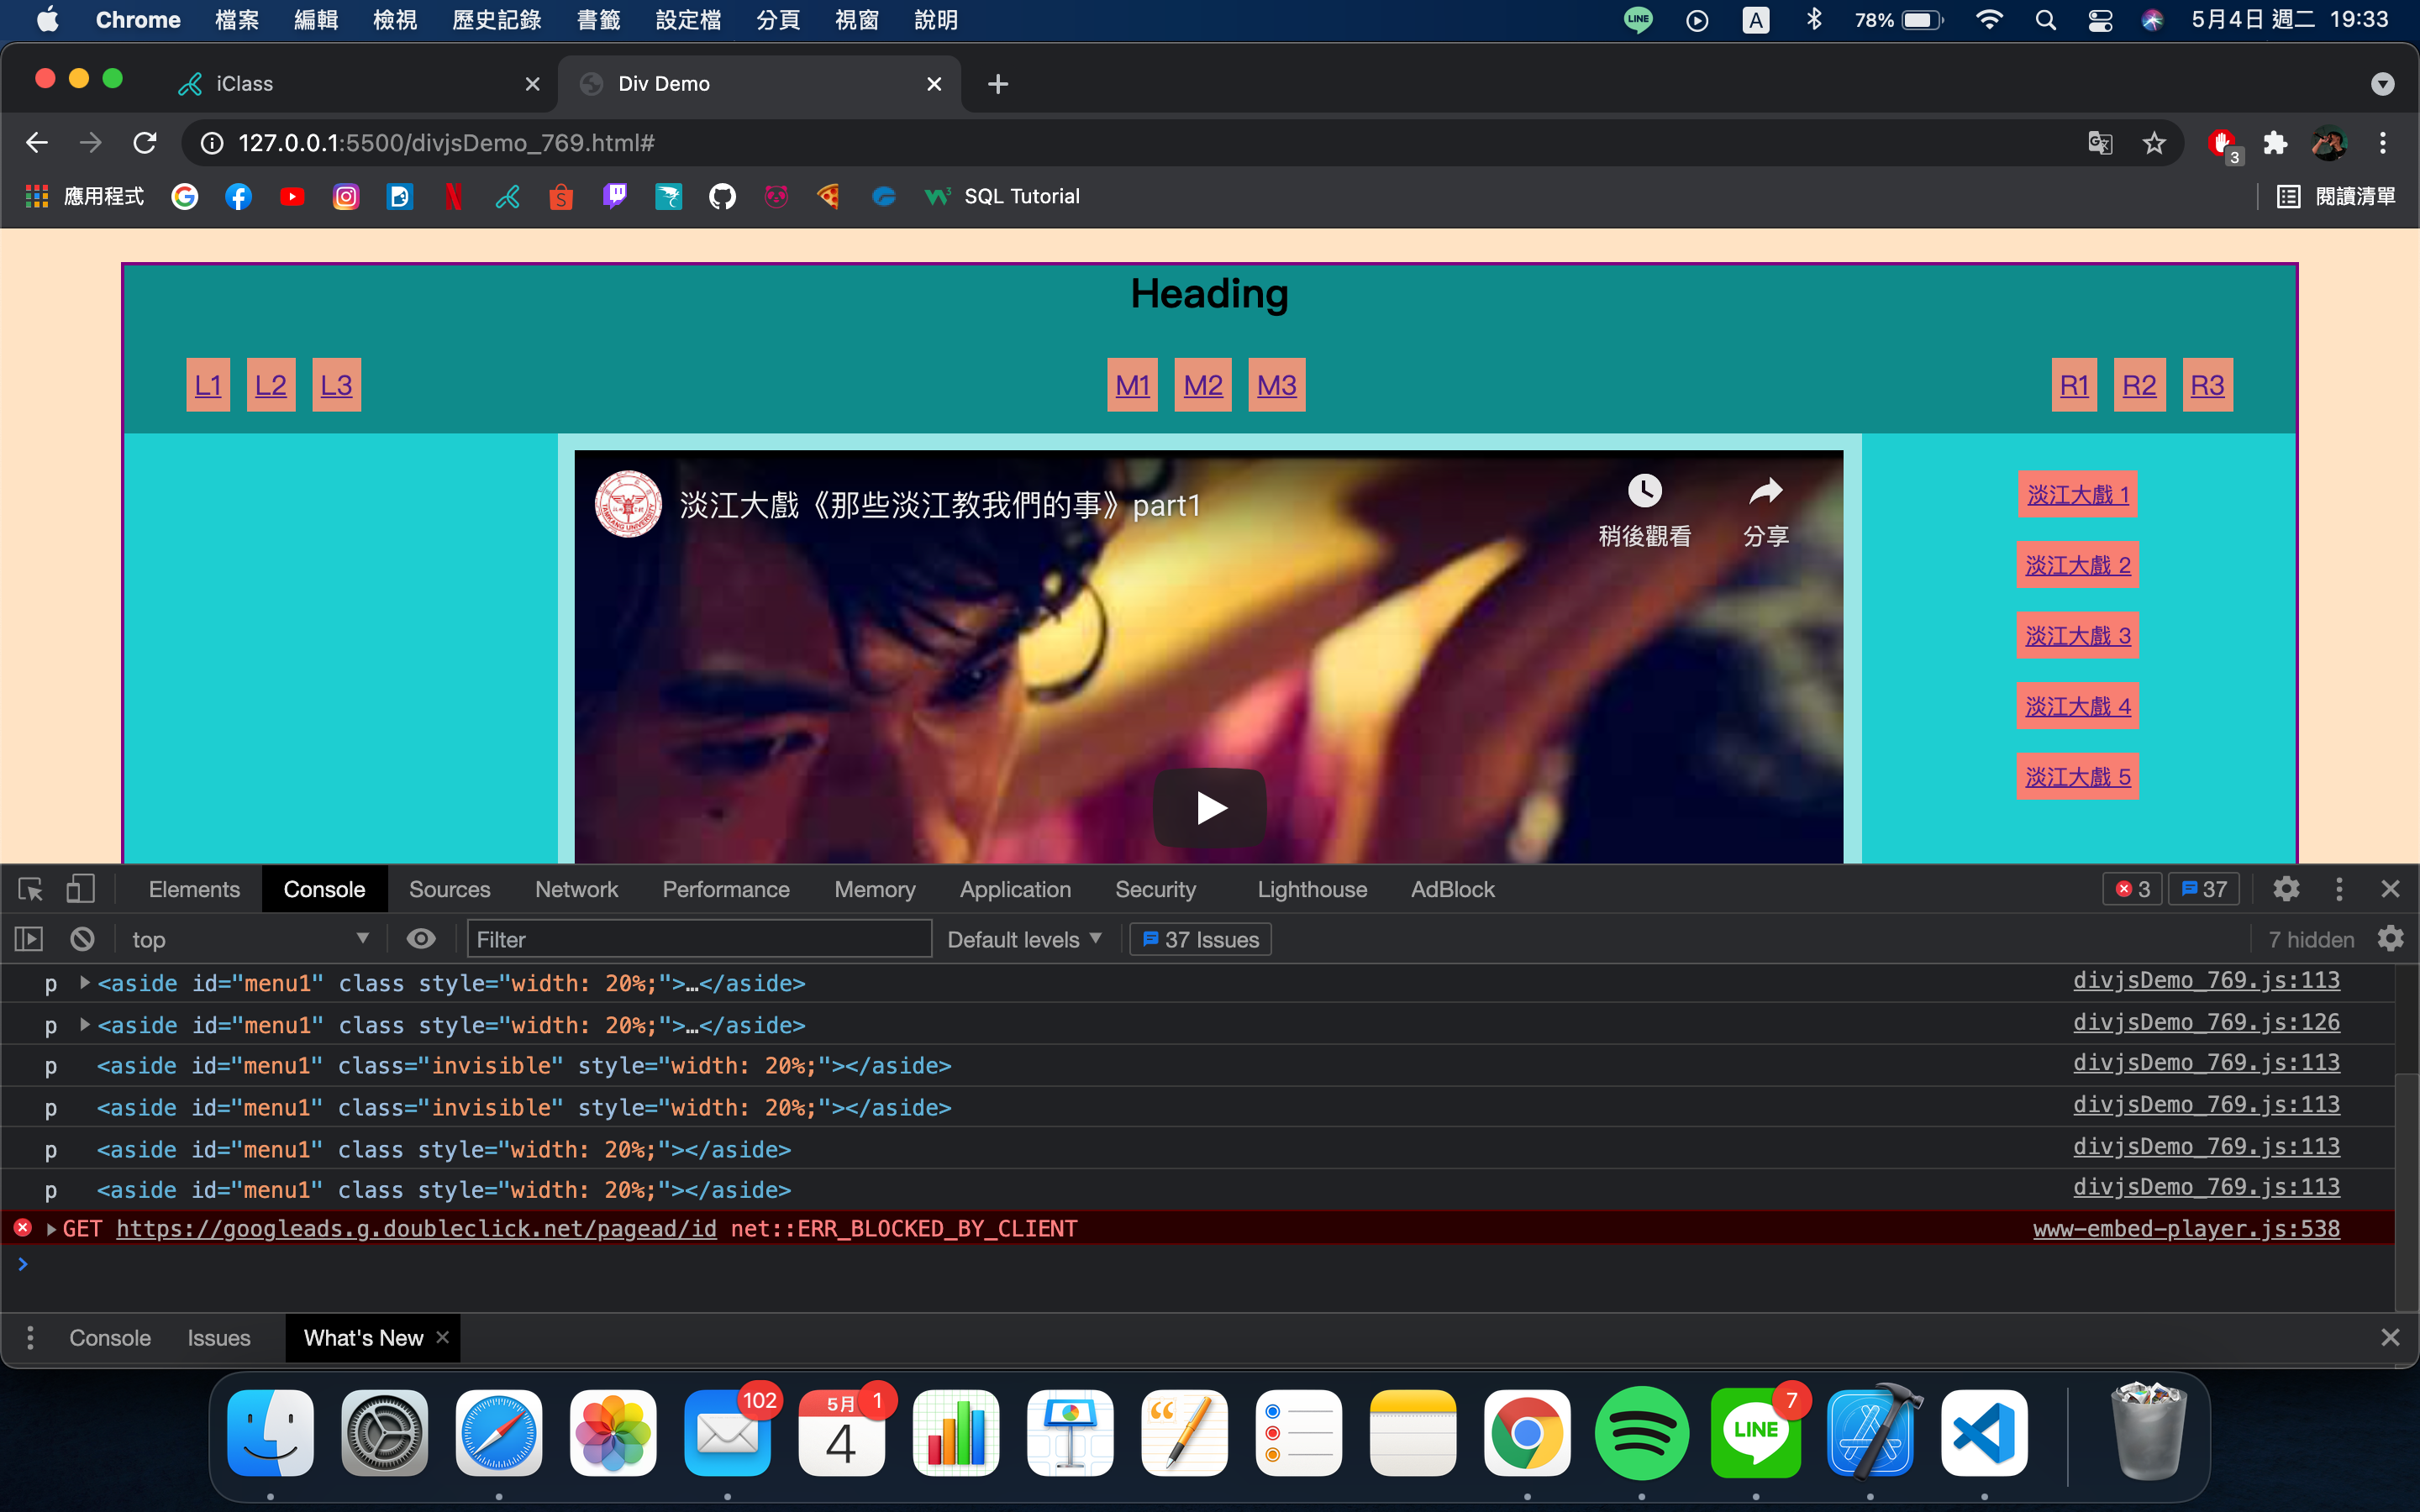 Chrome 檔案 編輯 檢視 歷史記錄 書籤 設定檔 分頁 視窗 說明 LINE A 78% 5月4日 週二 19:33
iClass Div Demo
127.0.0.1:5500/divjsDemo_769.html# 3
應用程式 SQL Tutorial 閱讀清單
Heading
L1 L2 L3 M1 M2 M3 R1 R2 R3
淡江大戲《那些淡江教我們的事》part1
稍後觀看 分享
淡江大戲 1
淡江大戲 2
淡江大戲 3
淡江大戲 4
淡江大戲 5
Elements Console Sources Network Performance Memory Application Security Lighthouse AdBlock 3 37
top Filter Default levels 37 Issues 7 hidden
p <aside id="menu1" class style="width: 20%;">…</aside> divjsDemo_769.js:113
p <aside id="menu1" class style="width: 20%;">…</aside> divjsDemo_769.js:126
p <aside id="menu1" class="invisible" style="width: 20%;"></aside> divjsDemo_769.js:113
p <aside id="menu1" class="invisible" style="width: 20%;"></aside> divjsDemo_769.js:113
p <aside id="menu1" class style="width: 20%;"></aside> divjsDemo_769.js:113
p <aside id="menu1" class style="width: 20%;"></aside> divjsDemo_769.js:113
GET https://googleads.g.doubleclick.net/pagead/id net::ERR_BLOCKED_BY_CLIENT www-embed-player.js:538
Console Issues What's New
102 5月 4 1 LINE 7